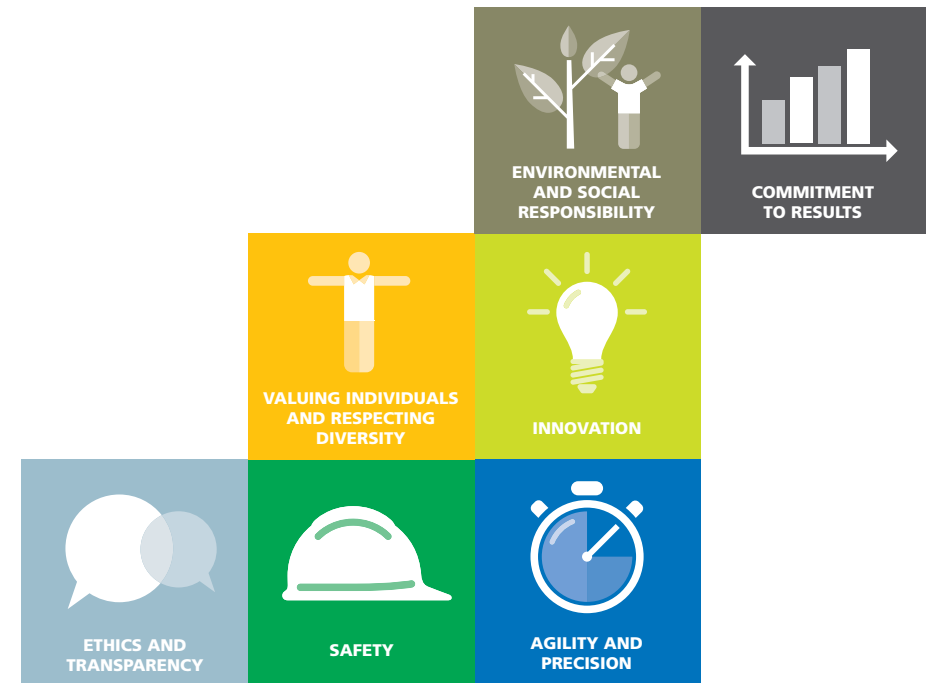 ENVIRONMENTAL
AND SOCIAL
RESPONSIBILITY
COMMITMENT
TO RESULTS
VALUING INDIVIDUALS
AND RESPECTING
DIVERSITY
INNOVATION
ETHICS AND
TRANSPARENCY
SAFETY
AGILITY AND
PRECISION